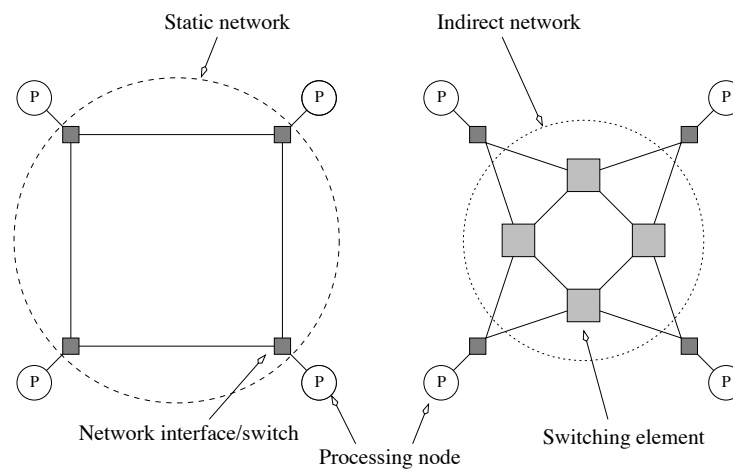 Static network
Indirect network
P
P
P
P
P
P
P
P
Network interface/switch
Processing node
Switching element